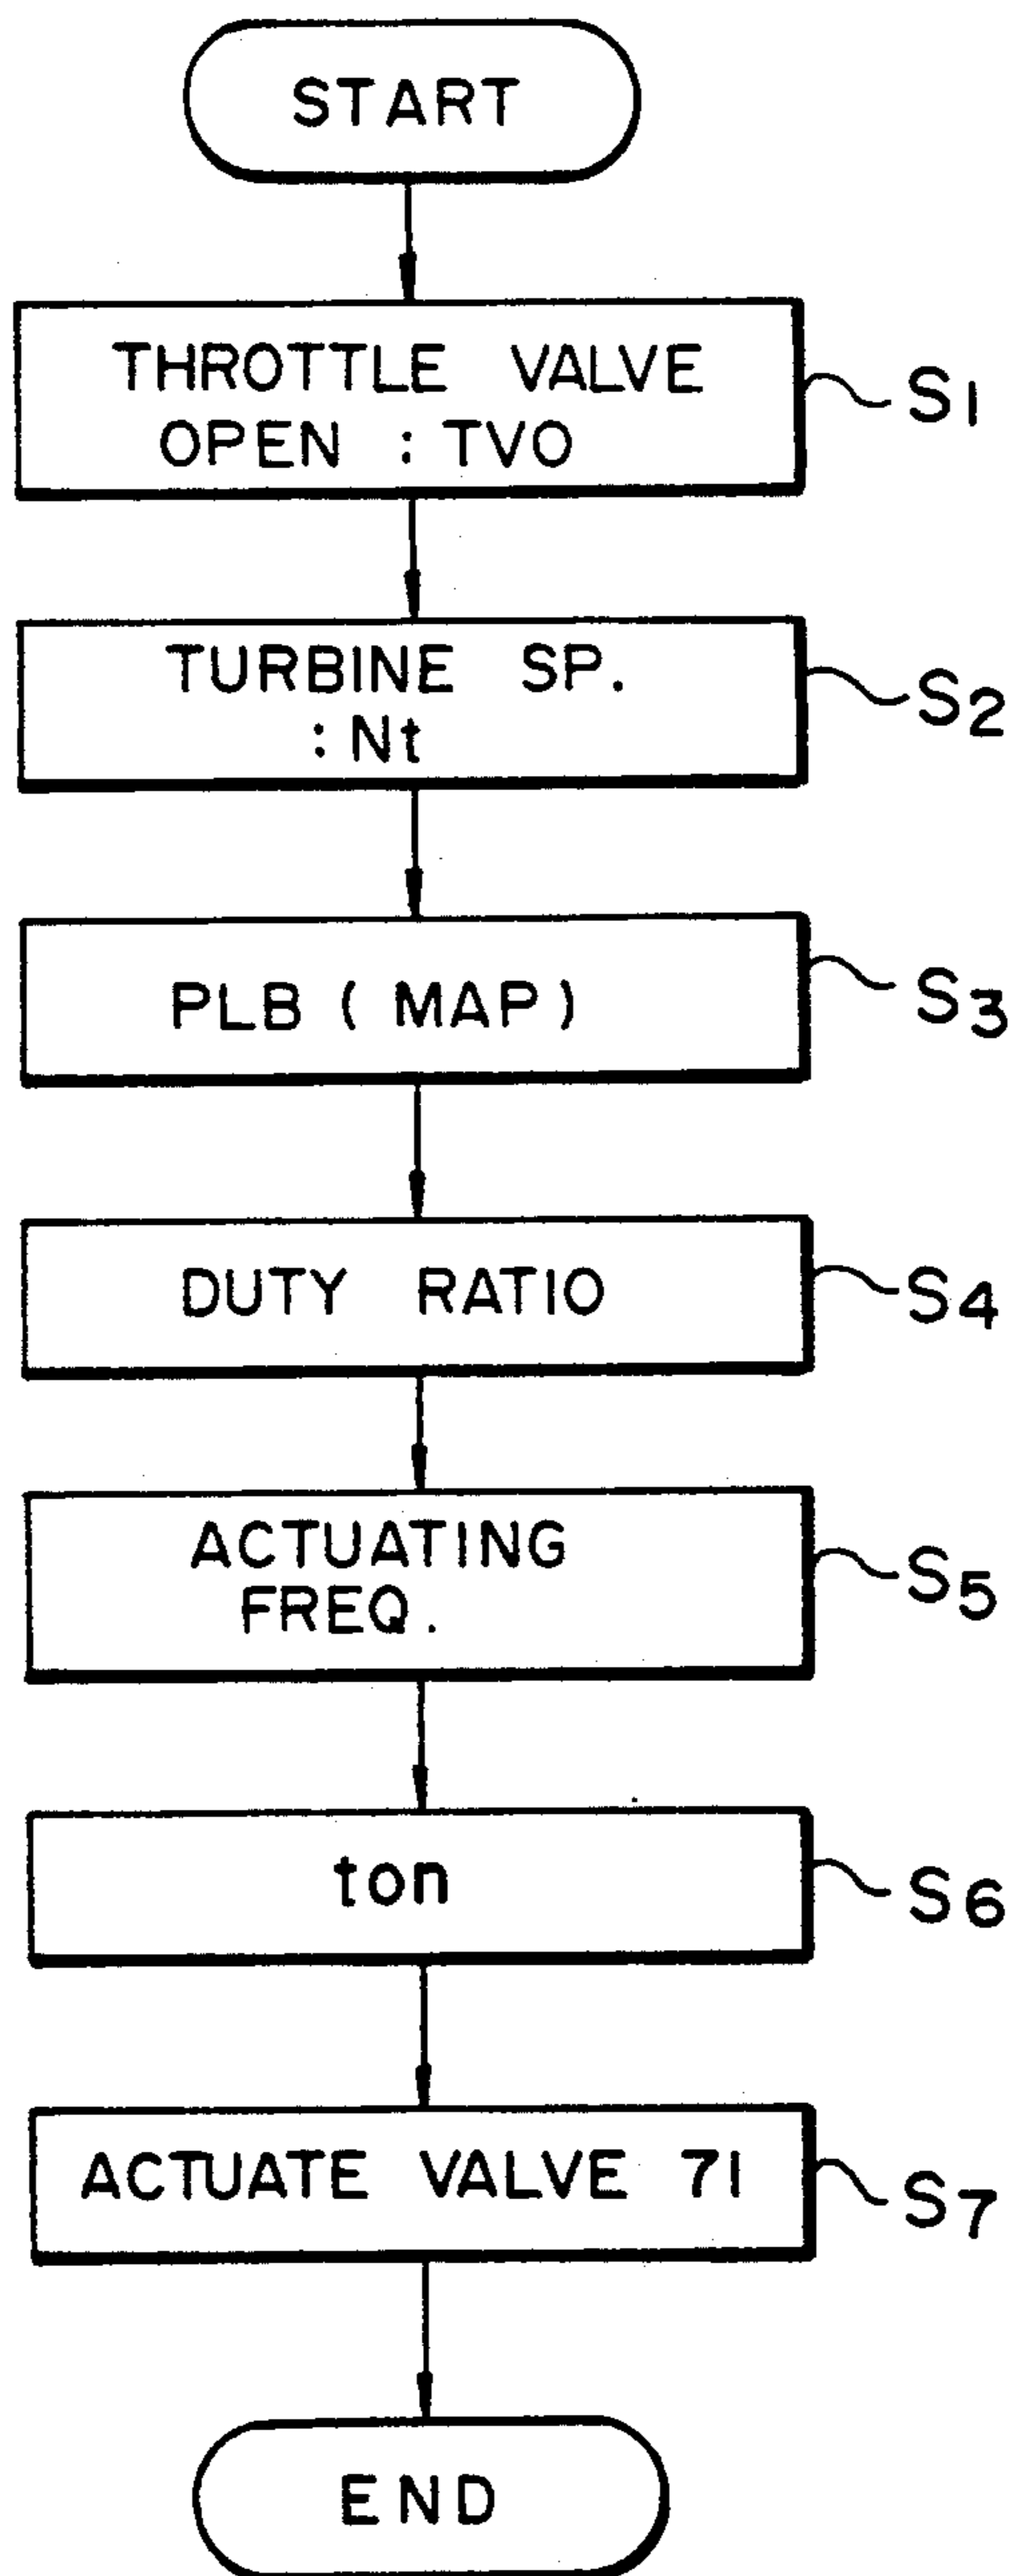 START
THROTTLE VALVE
OPEN : TVO
S1
TURBINE SP.
: Nt
S2
PLB ( MAP )
S3
DUTY RATIO
S4
ACTUATING
FREQ.
S5
ton
S6
ACTUATE VALVE 71
S7
END